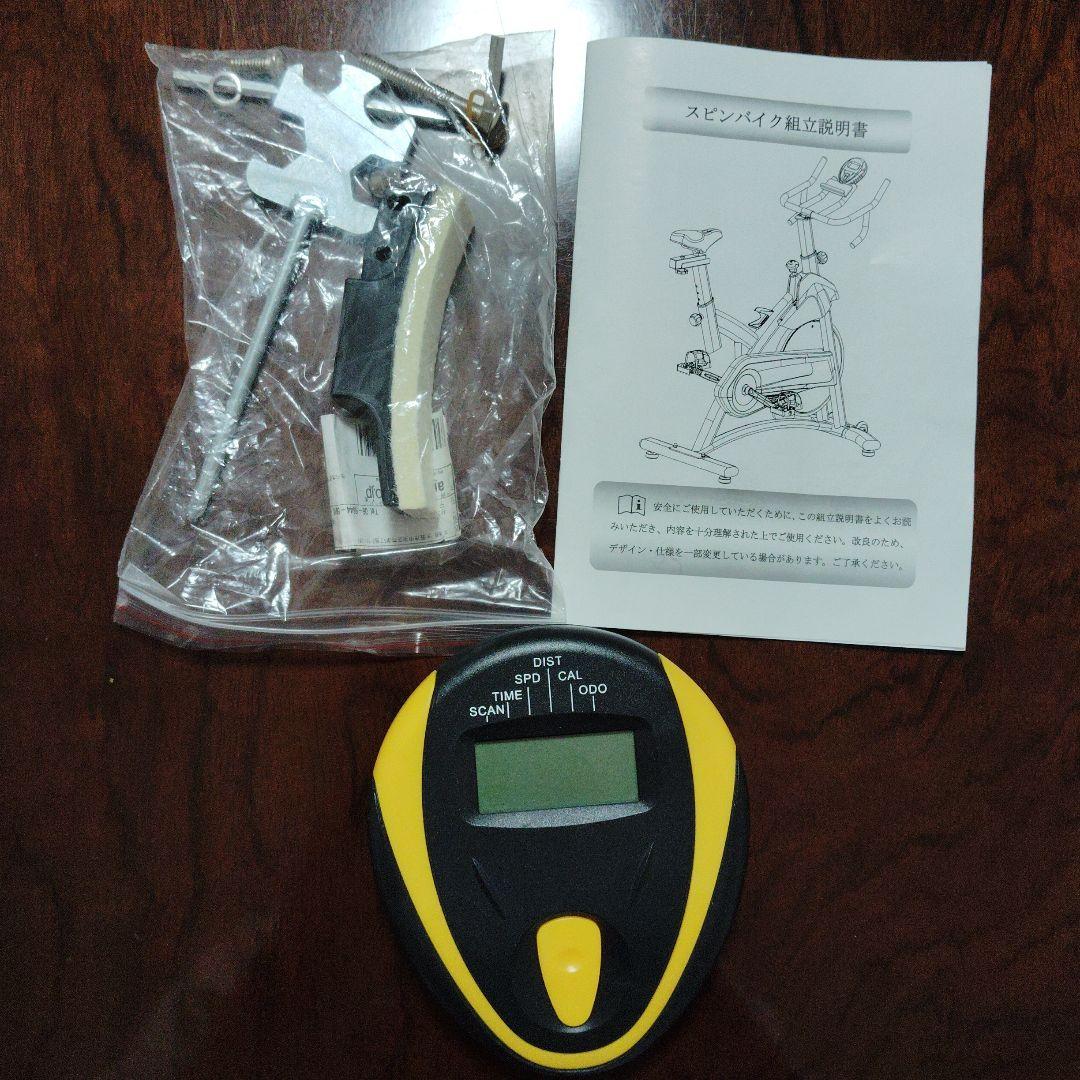 スピンバイク組立説明書
安全にご使用していただくために、この組立説明書をよくお読
みいただき、内容を十分理解された上でご使用ください。改良のため、
デザイン・仕様を一部変更している場合があります。ご了承ください。
DIST
SPD CAL
TIME ODO
SCAN